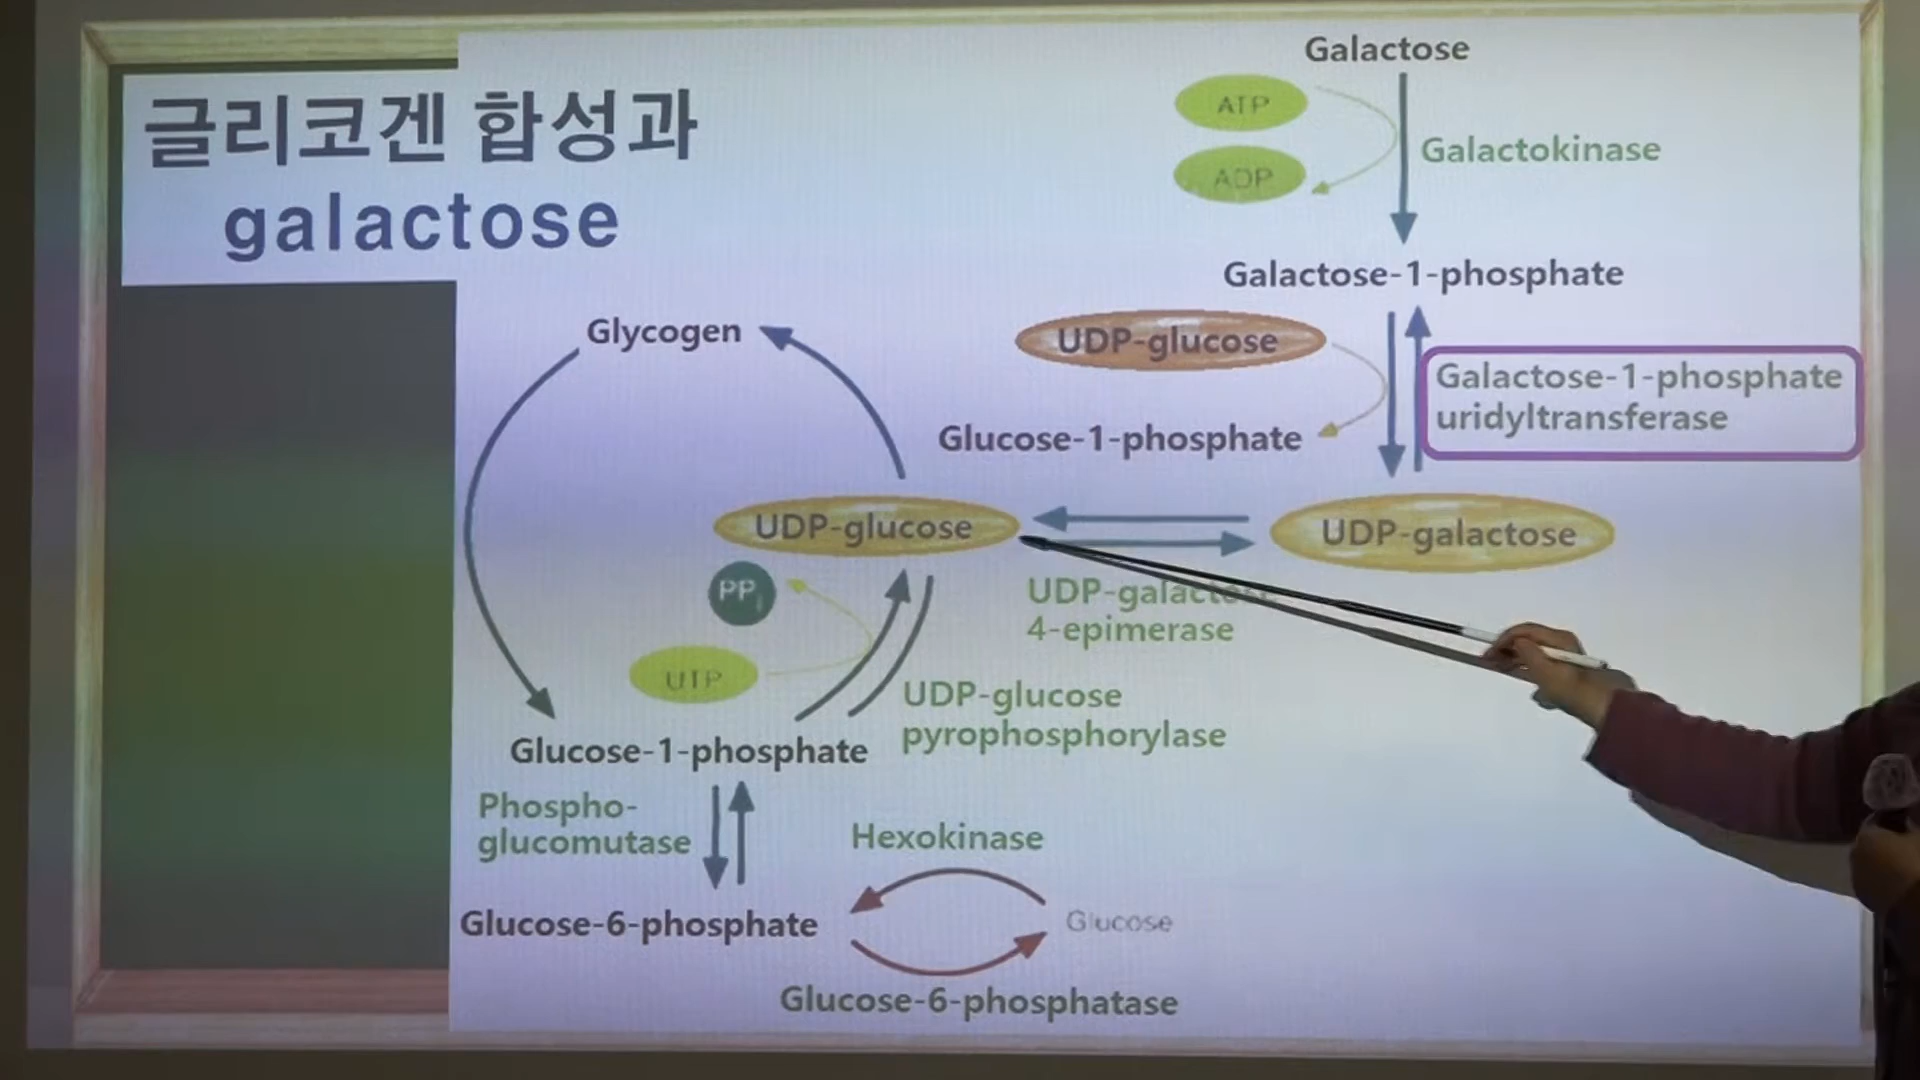 글리코겐 합성과
galactose
Galactose
ATP
ADP
Galactokinase
Galactose-1-phosphate
UDP-glucose
Glucose-1-phosphate
Galactose-1-phosphate
uridyltransferase
Glycogen
UDP-glucose
UDP-galactose
UDP-galactose
4-epimerase
PPi
UTP
UDP-glucose
pyrophosphorylase
Glucose-1-phosphate
Phospho-
glucomutase
Hexokinase
Glucose-6-phosphate
Glucose
Glucose-6-phosphatase